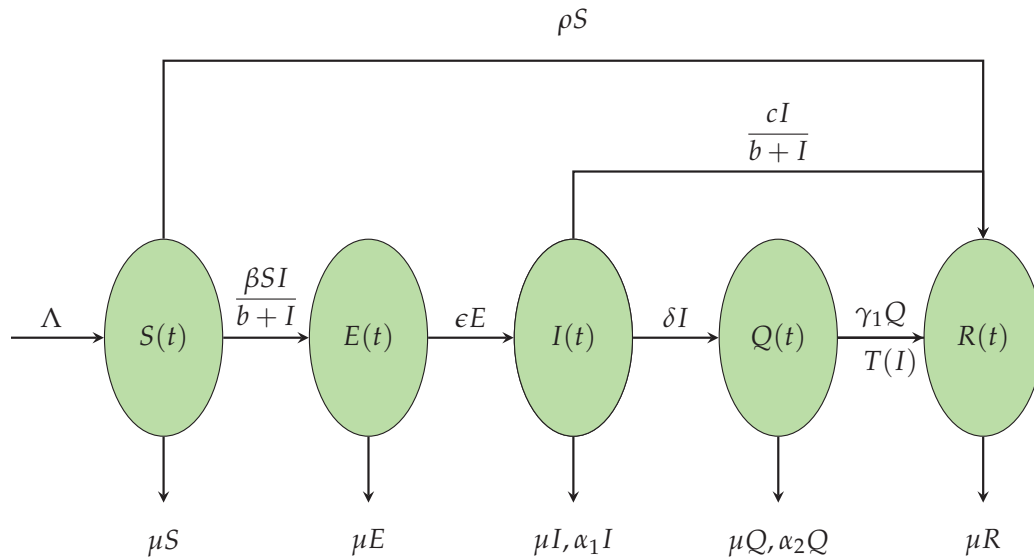 ρS
cI
b + I
βSI
b + I
Λ
S(t)
E(t)
ϵE
I(t)
δI
Q(t)
γ₁Q
T(I)
R(t)
μS
μE
μI, α₁I
μQ, α₂Q
μR